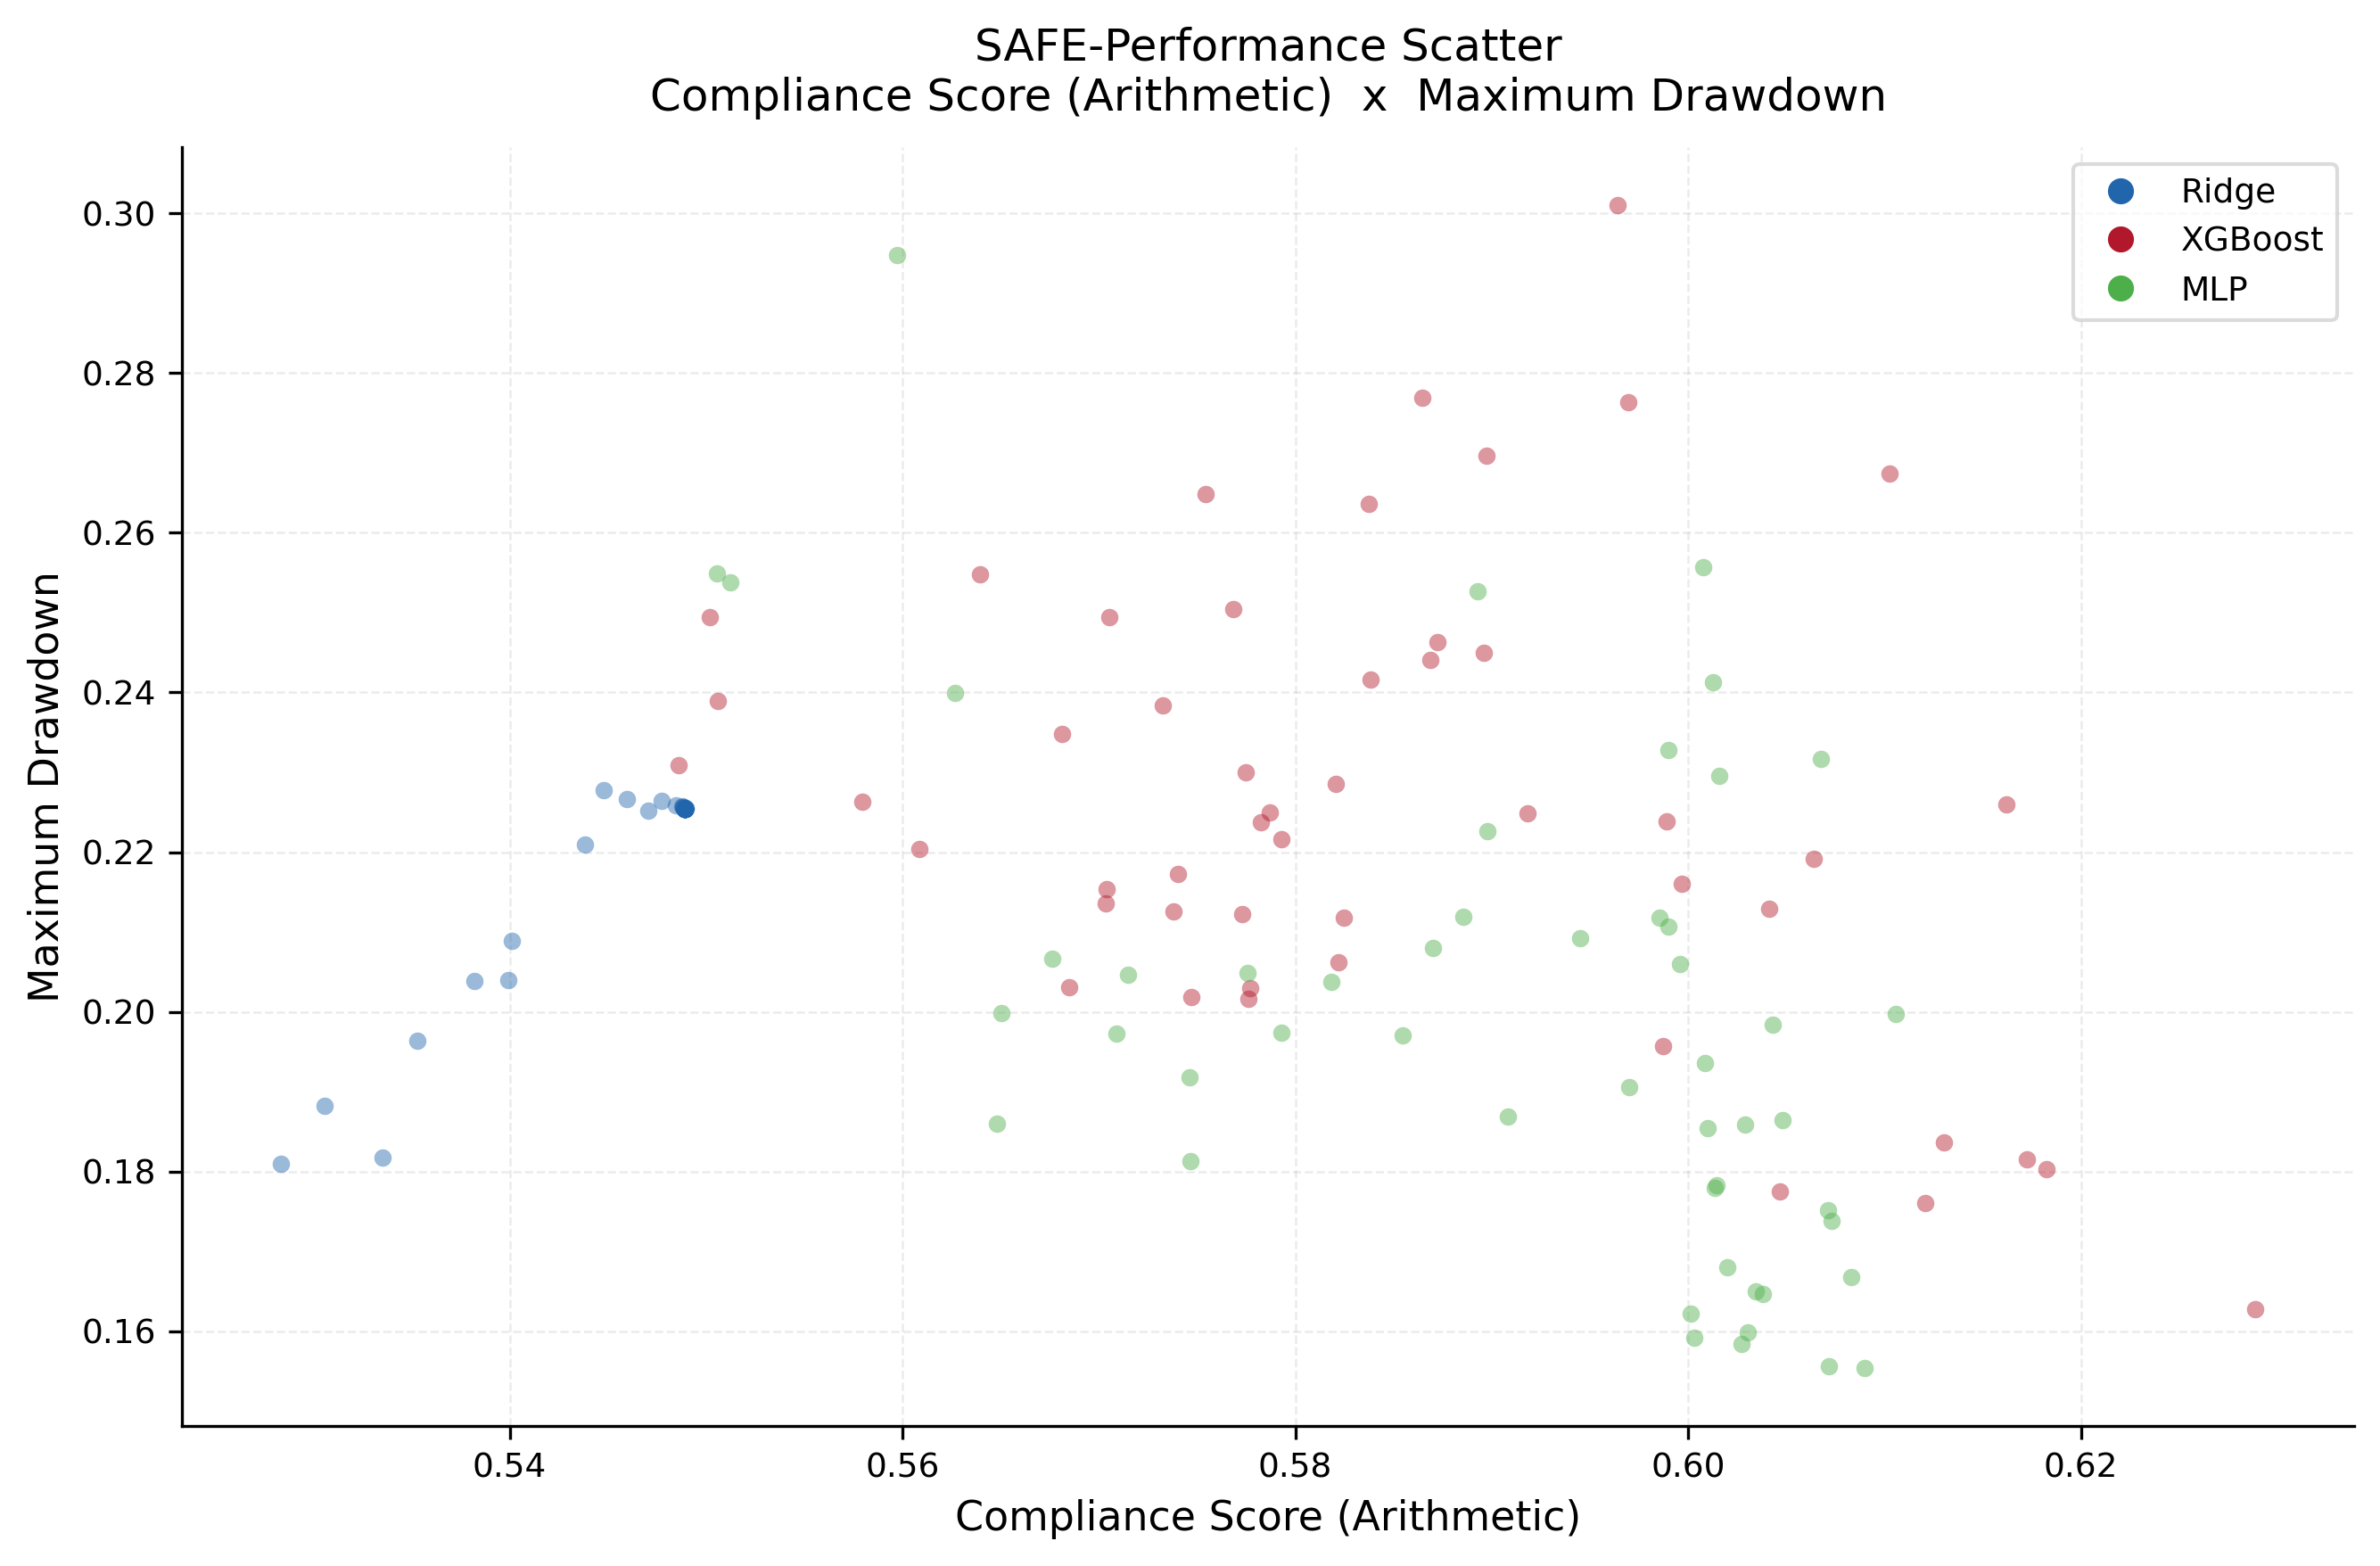 SAFE-Performance Scatter
Compliance Score (Arithmetic)  x  Maximum Drawdown
Ridge
XGBoost
MLP
Maximum Drawdown
0.30
0.28
0.26
0.24
0.22
0.20
0.18
0.16
0.54
0.56
0.58
0.60
0.62
Compliance Score (Arithmetic)